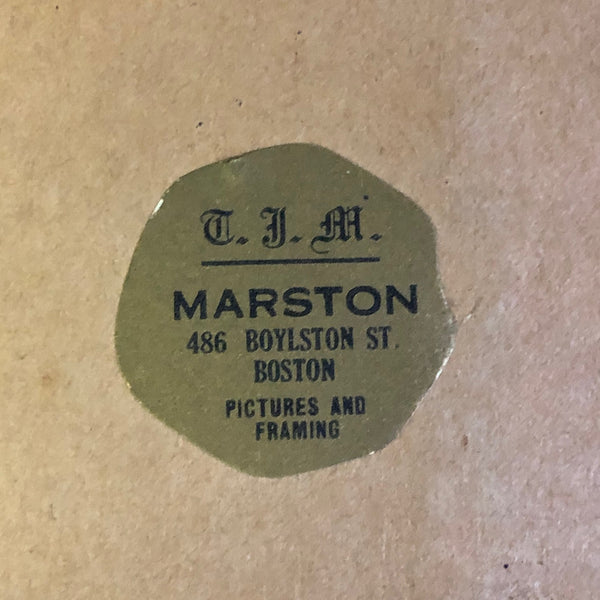 T. J. M.
MARSTON
486 BOYLSTON ST.
BOSTON
PICTURES AND
FRAMING